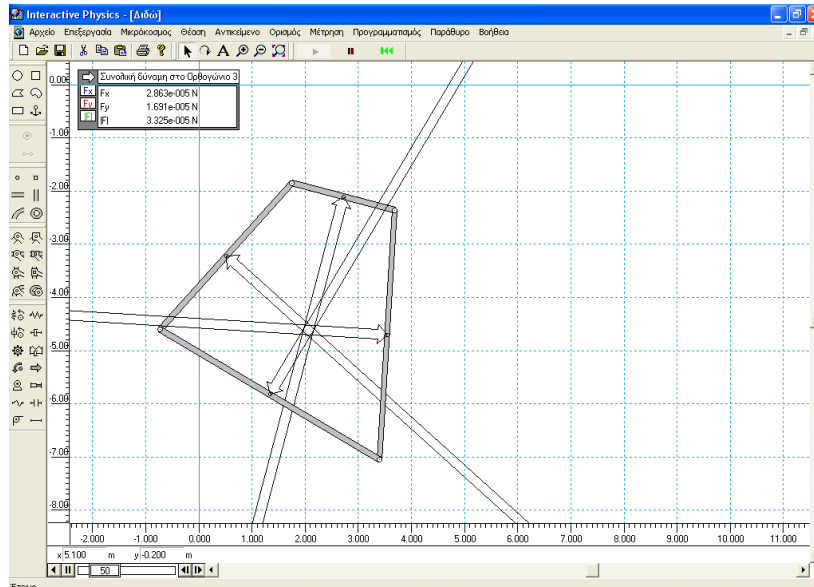 Interactive Physics - [Διδώ]
Αρχείο Επεξεργασία Μικρόκοσμος Θέαση Αντικείμενο Ορισμός Μέτρηση Προγραμματισμός Παράθυρο Βοήθεια
Συνολική δύναμη στο Ορθογώνιο 3
Fx Fx 2.863e-005 N
Fy Fy 1.691e-005 N
|F| |F| 3.325e-005 N
0.00
-1.00
-2.00
-3.00
-4.00
-5.00
-6.00
-7.00
-8.00
-2.000 -1.000 0.000 1.000 2.000 3.000 4.000 5.000 6.000 7.000 8.000 9.000 10.000 11.000
x 5.100 m y -0.200 m
50